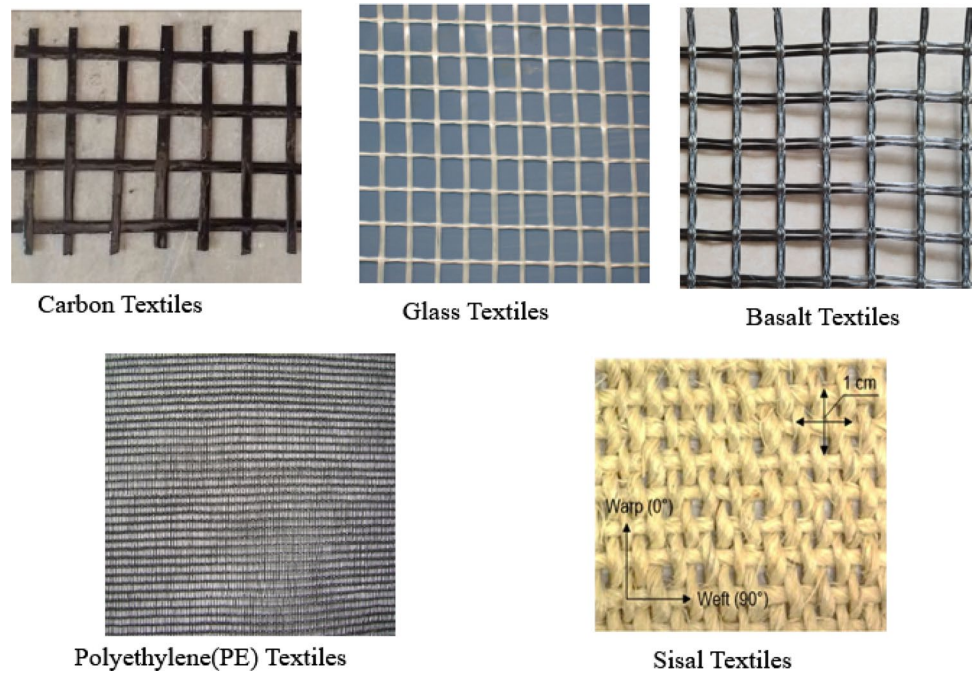 Carbon Textiles
Glass Textiles
Basalt Textiles
1 cm
Warp (0°)
Weft (90°)
Polyethylene(PE) Textiles
Sisal Textiles